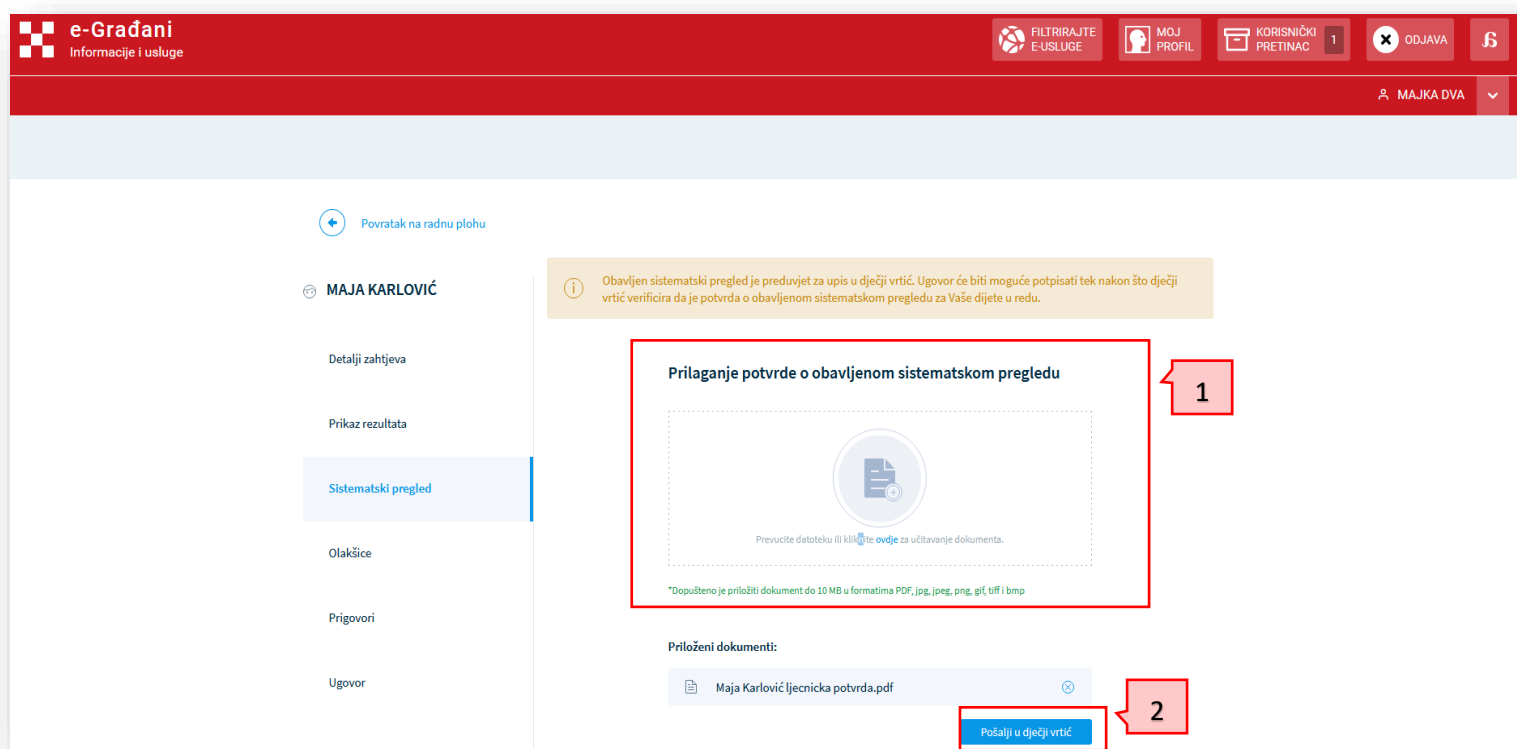 e-Građani
Informacije i usluge
FILTRIRAJTE
E-USLUGE
MOJ
PROFIL
KORISNIČKI
PRETINAC
1
ODJAVA
MAJKA DVA
Povratak na radnu plohu
MAJA KARLOVIĆ
Obavljen sistematski pregled je preduvjet za upis u dječji vrtić. Ugovor će biti moguće potpisati tek nakon što dječji
vrtić verificira da je potvrda o obavljenom sistematskom pregledu za Vaše dijete u redu.
Detalji zahtjeva
Prikaz rezultata
Sistematski pregled
Olakšice
Prigovori
Ugovor
Prilaganje potvrde o obavljenom sistematskom pregledu
1
Prevucite datoteku ili kliknite ovdje za učitavanje dokumenta.
*Dopušteno je priložiti dokument do 10 MB u formatima PDF, jpg, jpeg, png, gif, tiff i bmp
Priloženi dokumenti:
Maja Karlović ljecnicka potvrda.pdf
2
Pošalji u dječji vrtić